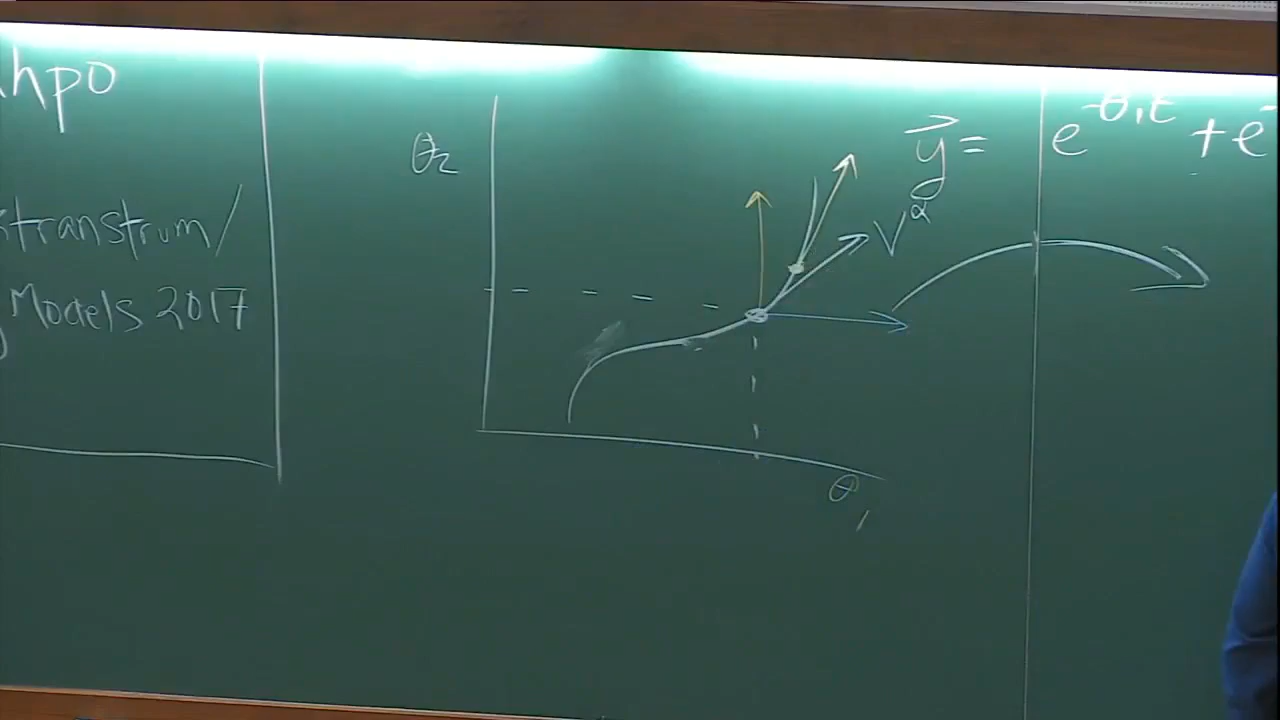 hpo
transtrum/
Models 2017
θ₂
y⃗ = e^{-θ₁t} + e^-
V^α
θ₁